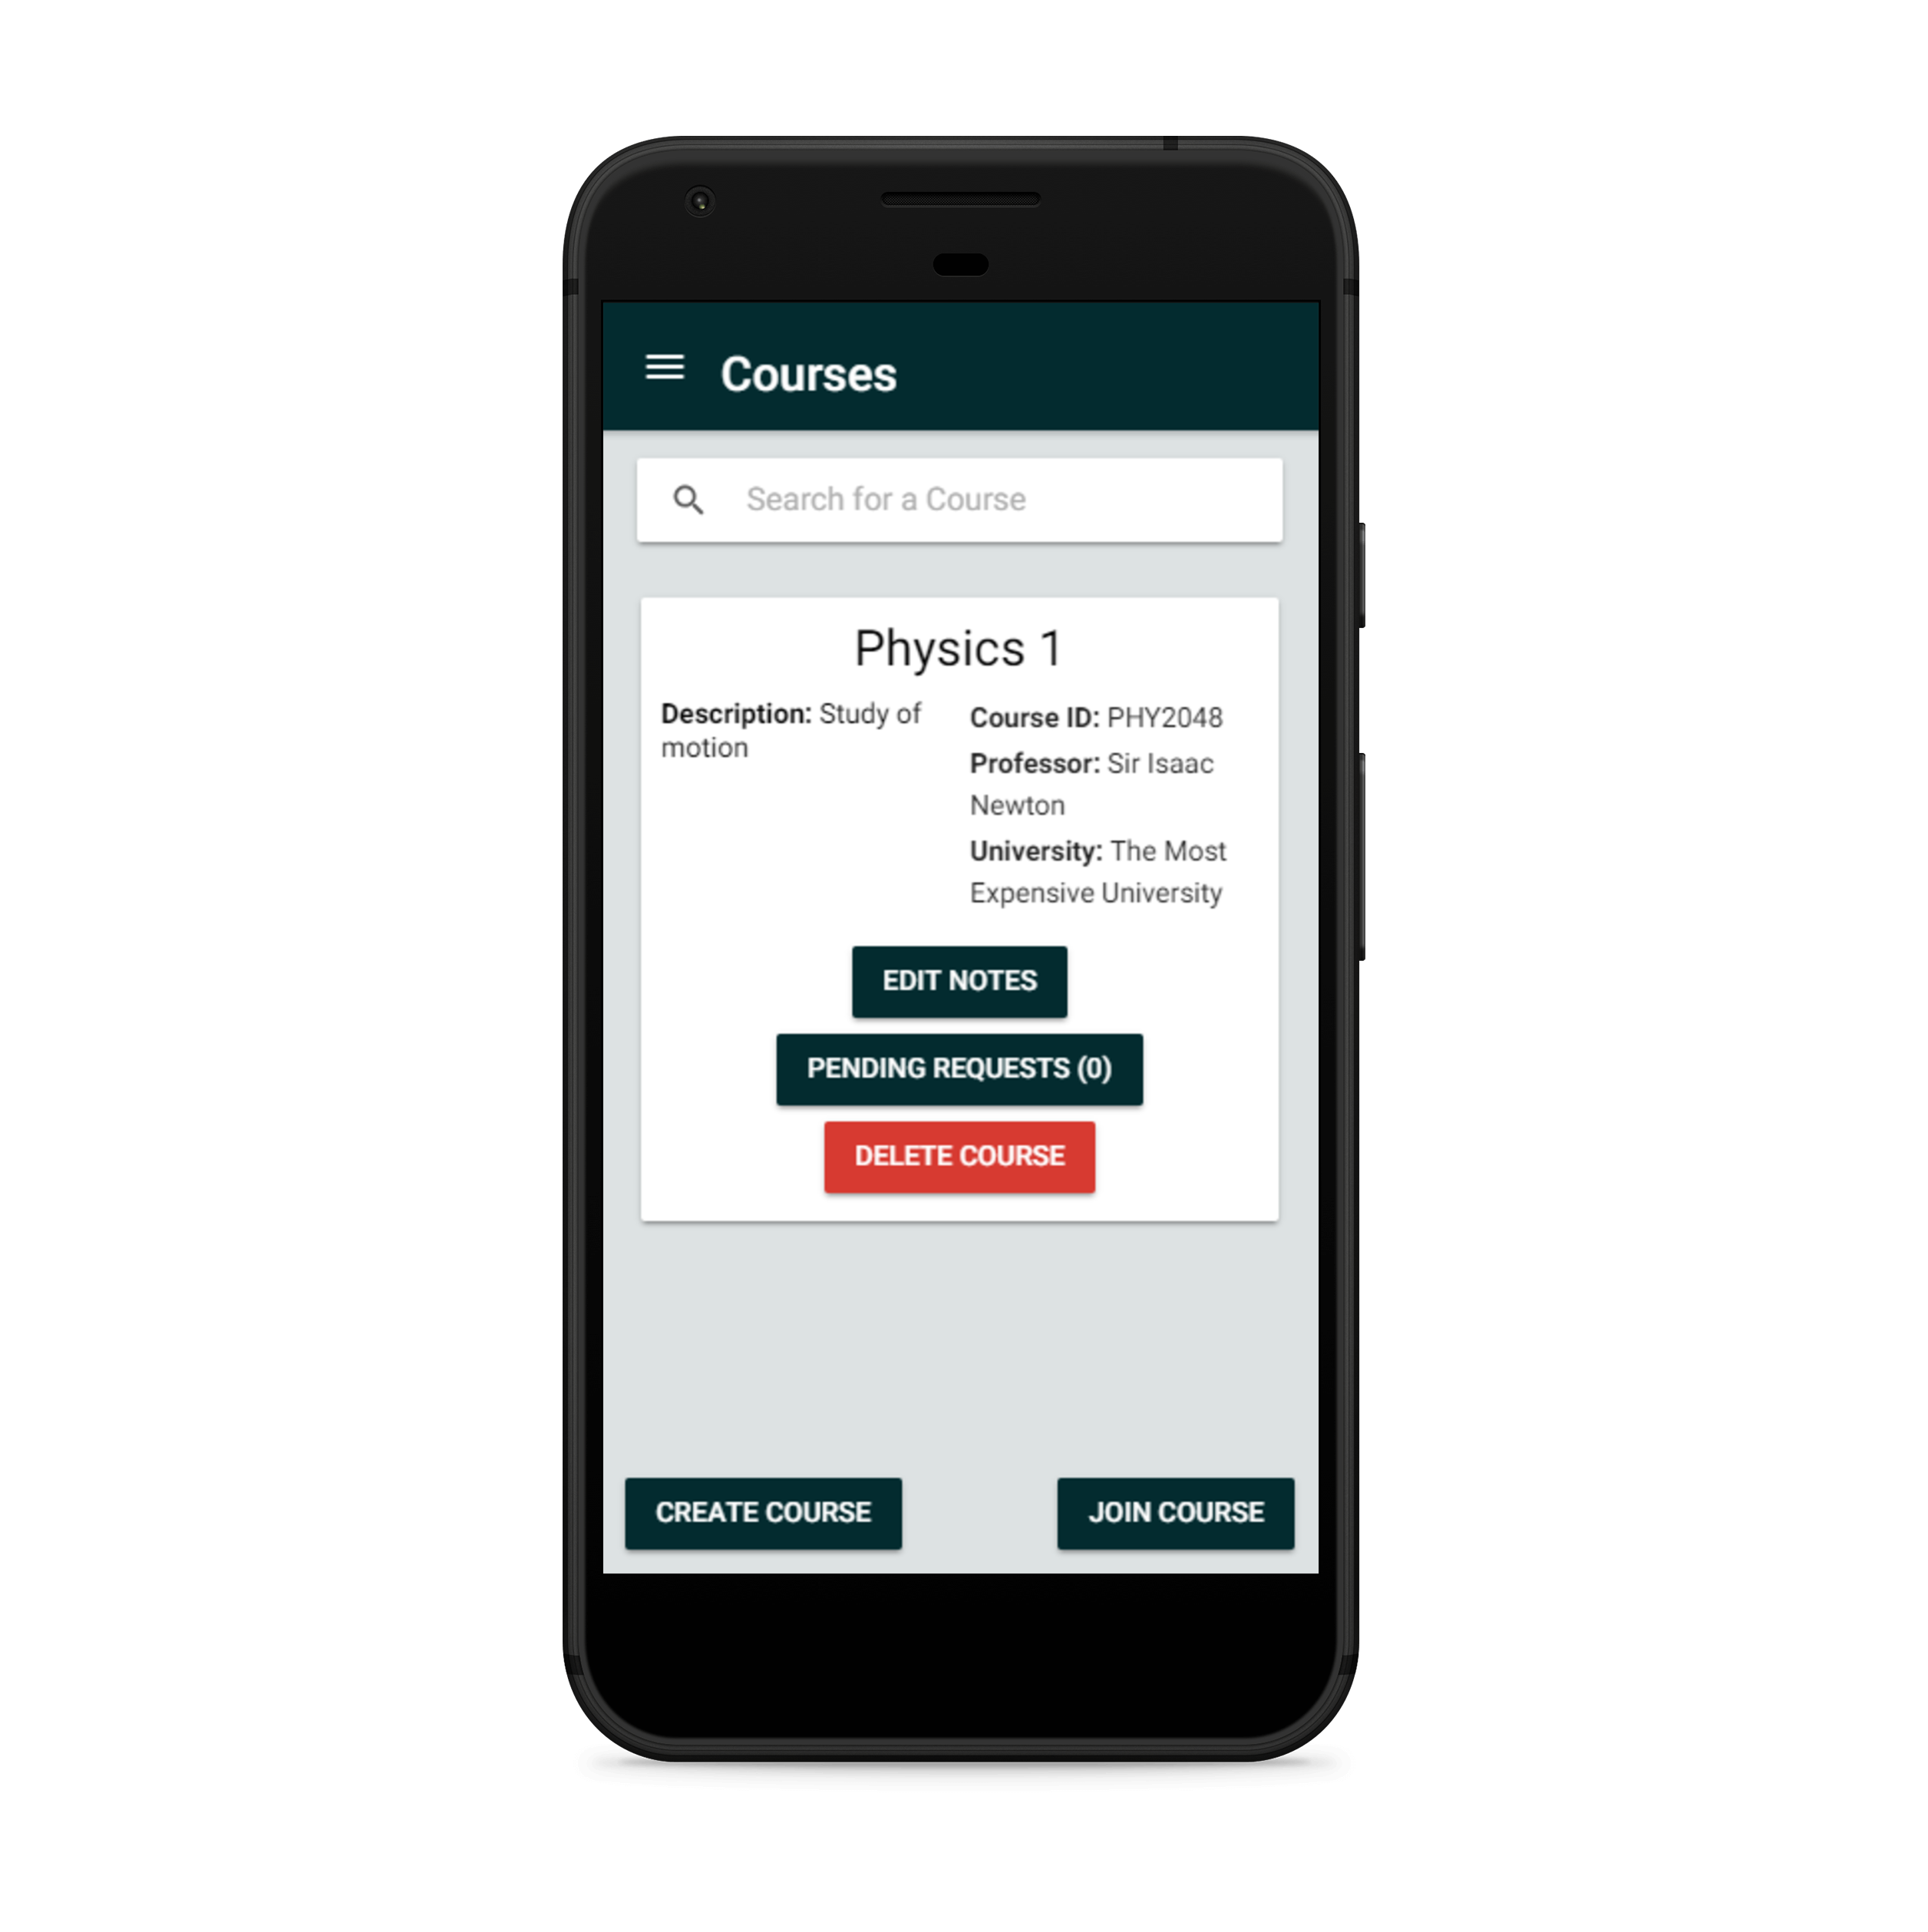 Courses
Search for a Course
Physics 1
Description: Study of
motion
Course ID: PHY2048
Professor: Sir Isaac
Newton
University: The Most
Expensive University
EDIT NOTES
PENDING REQUESTS (0)
DELETE COURSE
CREATE COURSE
JOIN COURSE